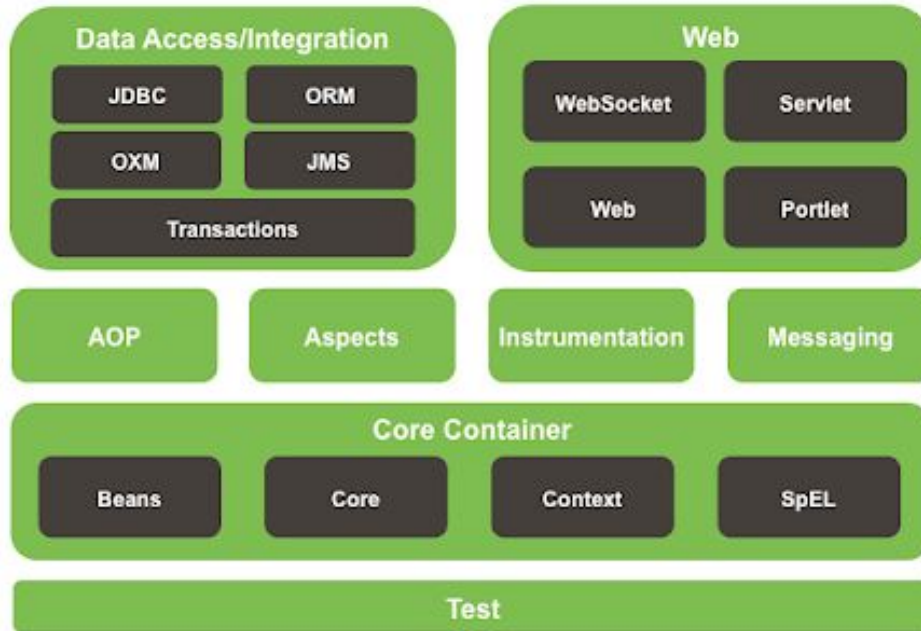 Data Access/Integration
JDBC
ORM
OXM
JMS
Transactions
Web
WebSocket
Servlet
Web
Portlet
AOP
Aspects
Instrumentation
Messaging
Core Container
Beans
Core
Context
SpEL
Test